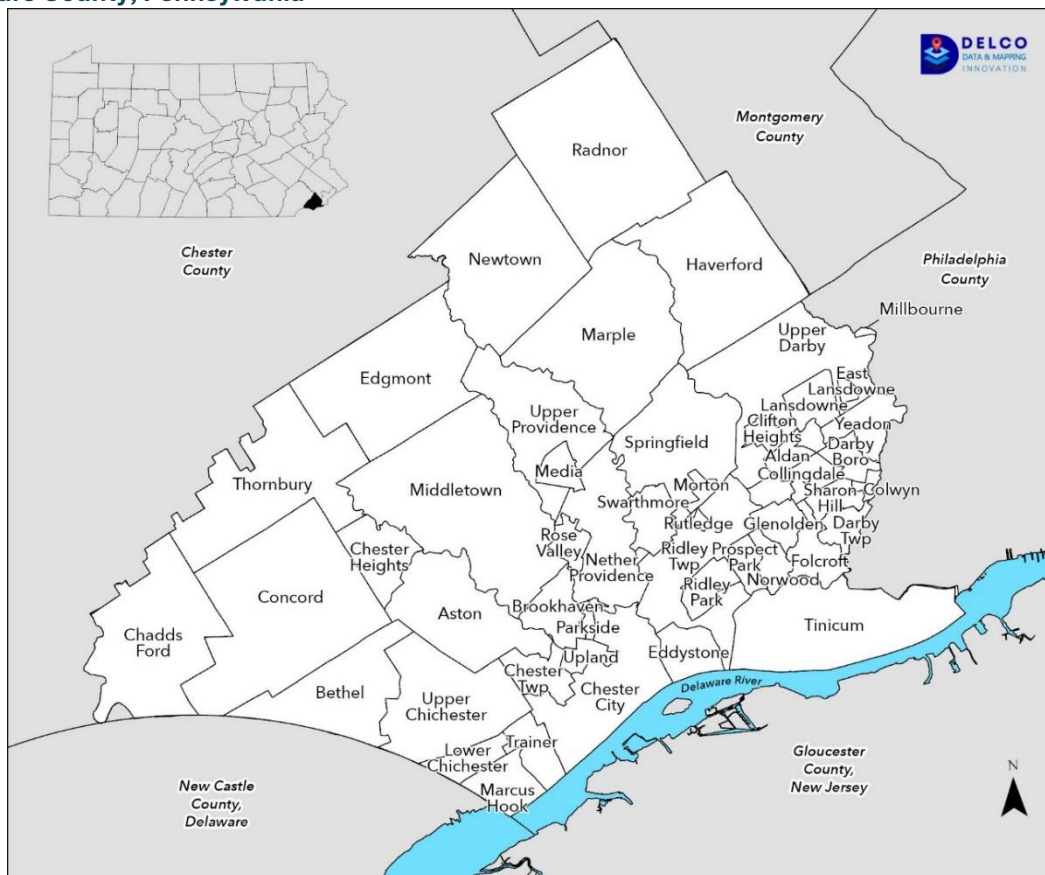 County, Pennsylvania
DELCO
DATA & MAPPING
INNOVATION
Montgomery
County
Radnor
Chester
County
Newtown
Haverford
Philadelphia
County
Millbourne
Marple
Upper
Darby
Edgmont
East
Lansdowne
Lansdowne
Upper
Providence
Clifton
Heights
Yeadon
Springfield
Darby
Boro
Aldan
Media
Collingdale
Thornbury
Middletown
Morton
Sharon
Hill
Colwyn
Swarthmore
Rutledge
Glenolden
Darby
Twp
Rose
Valley
Chester
Heights
Ridley
Twp
Prospect
Park
Folcroft
Nether
Providence
Norwood
Ridley
Park
Concord
Aston
Brookhaven
Parkside
Tinicum
Chadds
Ford
Upland
Eddystone
Chester
Twp
Delaware River
Bethel
Upper
Chichester
Chester
City
Trainer
Lower
Chichester
Gloucester
County,
New Jersey
N
Marcus
Hook
New Castle
County,
Delaware